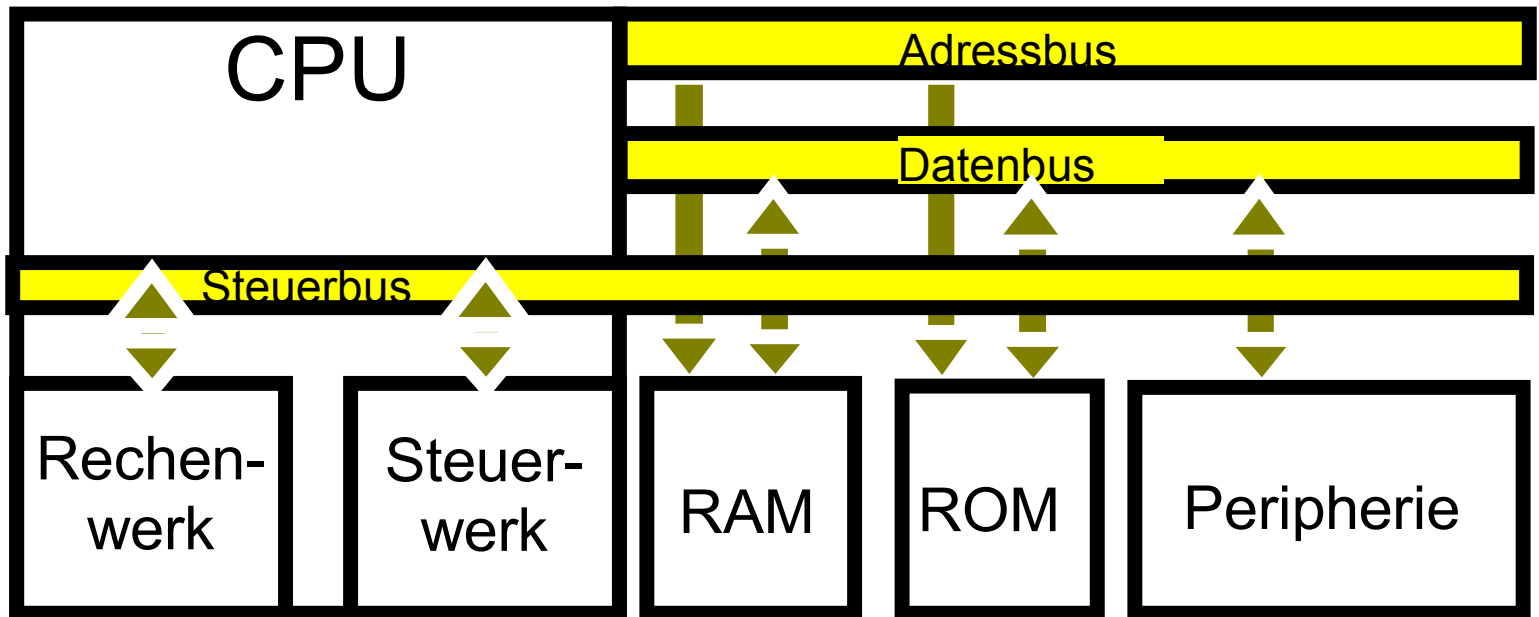 CPU
Adressbus
Datenbus
Steuerbus
Rechen-
werk
Steuer-
werk
RAM
ROM
Peripherie